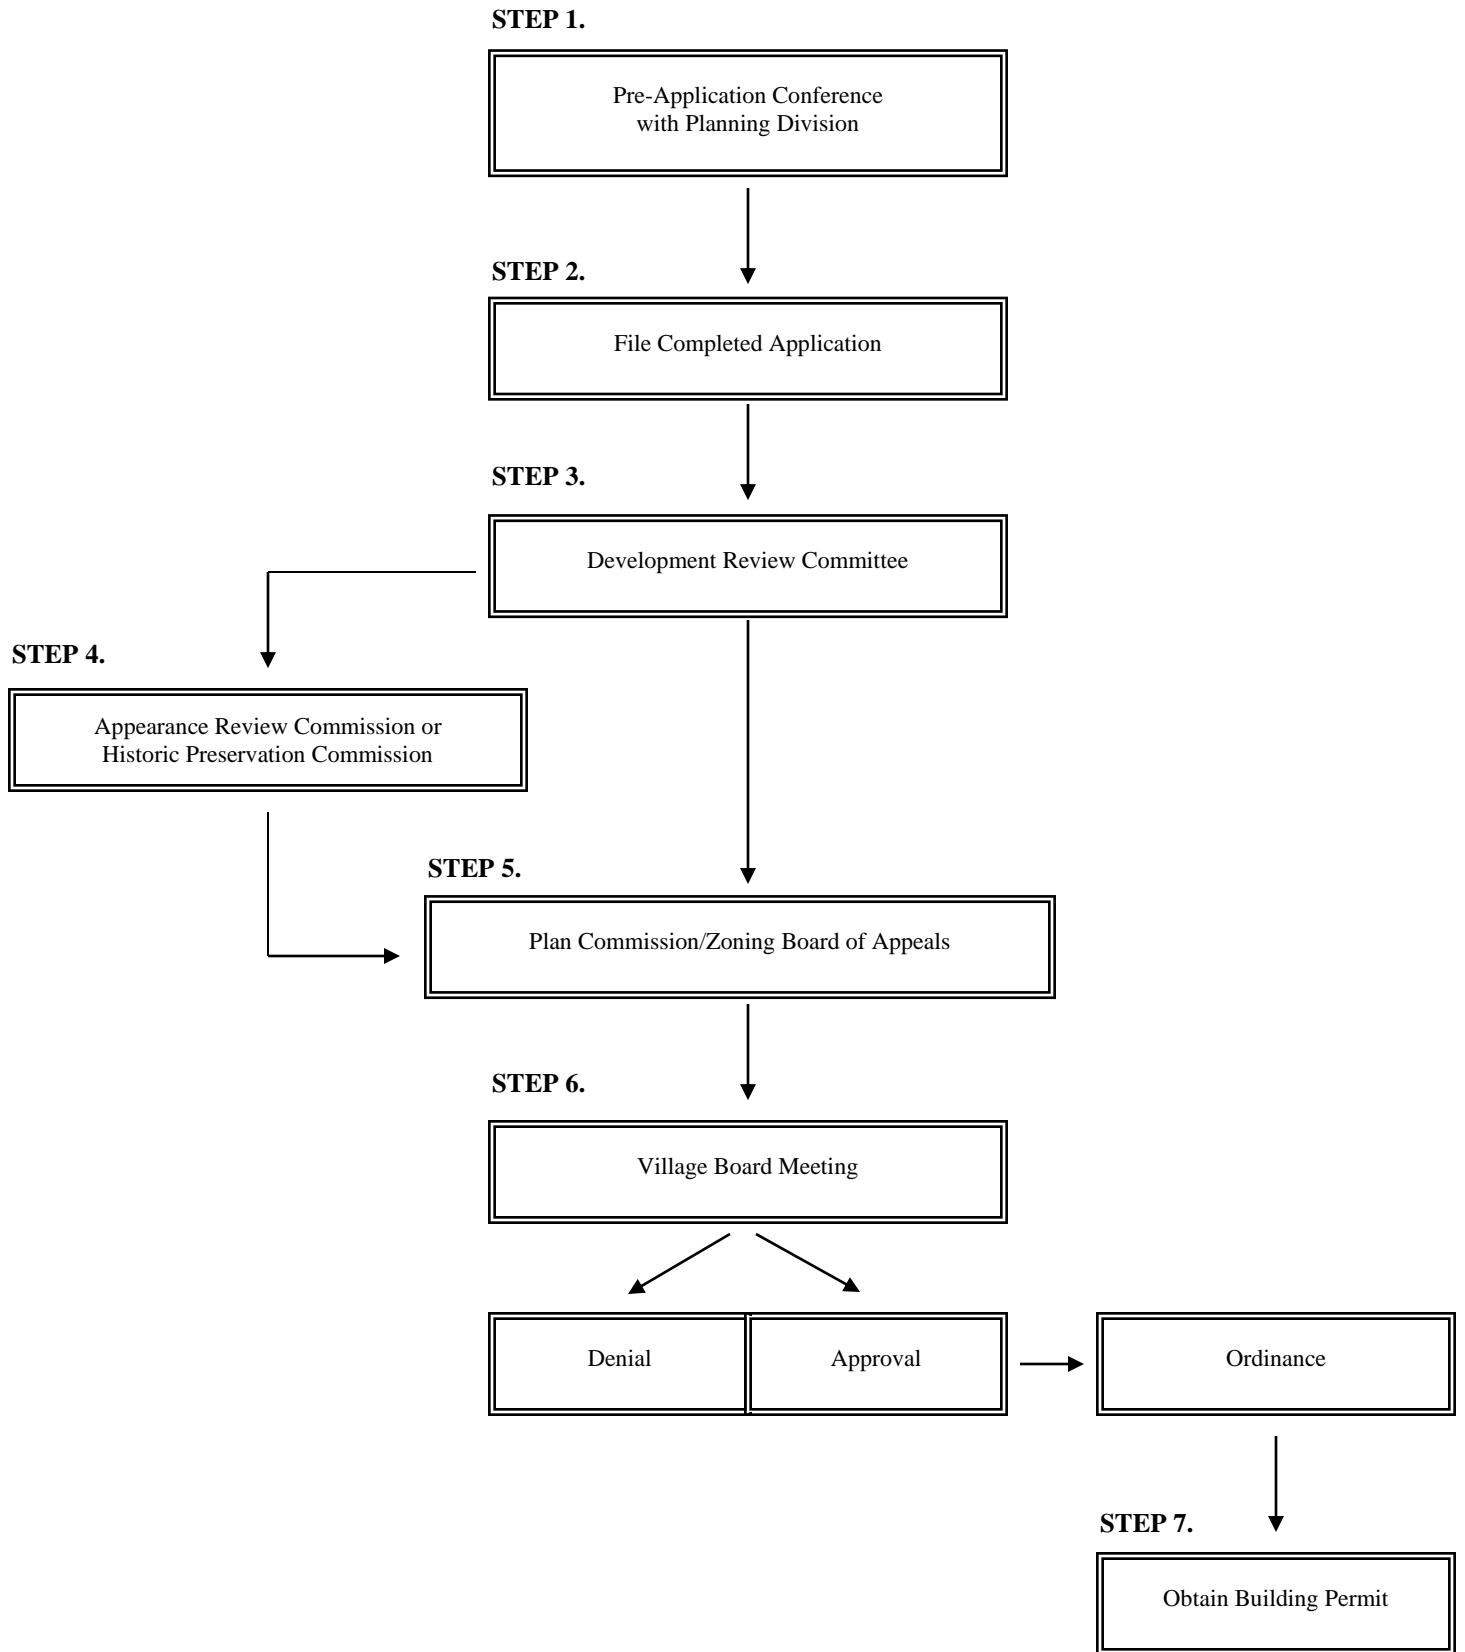 STEP 1.
Pre-Application Conference
with Planning Division
STEP 2.
File Completed Application
STEP 3.
Development Review Committee
STEP 4.
Appearance Review Commission or
Historic Preservation Commission
STEP 5.
Plan Commission/Zoning Board of Appeals
STEP 6.
Village Board Meeting
Denial
Approval
Ordinance
STEP 7.
Obtain Building Permit